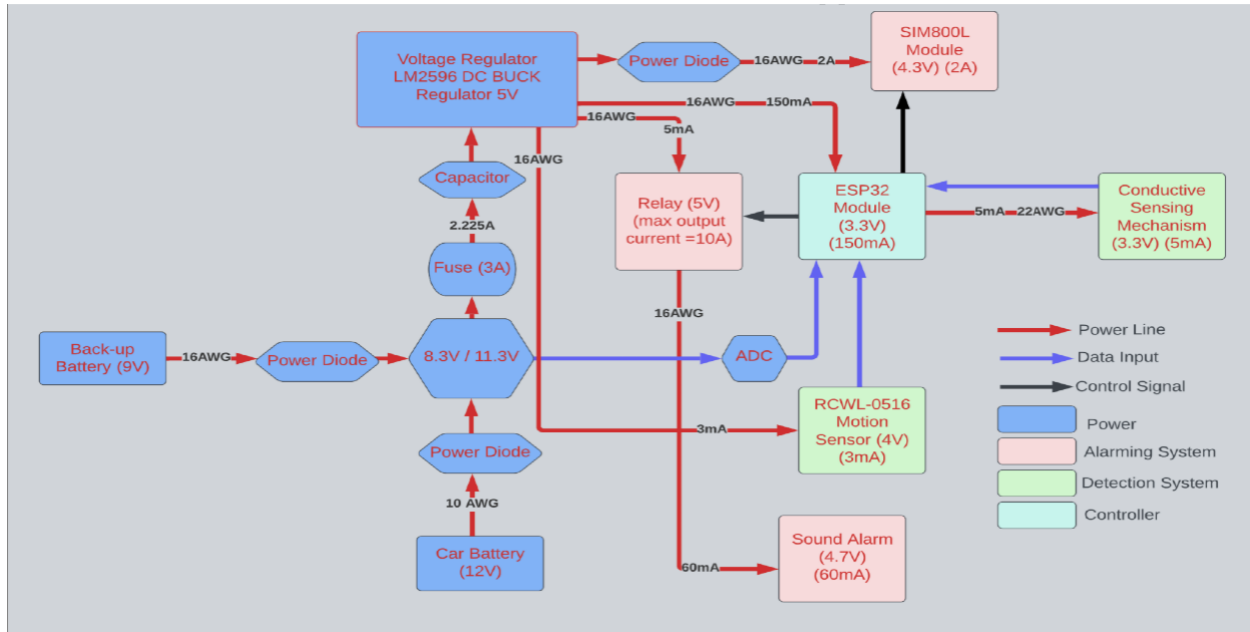 Voltage Regulator
LM2596 DC BUCK
Regulator 5V
Power Diode
16AWG
2A
SIM800L
Module
(4.3V) (2A)
16AWG
150mA
16AWG
5mA
16AWG
Capacitor
2.225A
Fuse (3A)
Relay (5V)
(max output
current =10A)
ESP32
Module
(3.3V)
(150mA)
5mA
22AWG
Conductive
Sensing
Mechanism
(3.3V) (5mA)
16AWG
Back-up
Battery (9V)
16AWG
Power Diode
8.3V / 11.3V
ADC
Power Diode
10 AWG
Car Battery
(12V)
3mA
RCWL-0516
Motion
Sensor (4V)
(3mA)
60mA
Sound Alarm
(4.7V)
(60mA)
Power Line
Data Input
Control Signal
Power
Alarming System
Detection System
Controller